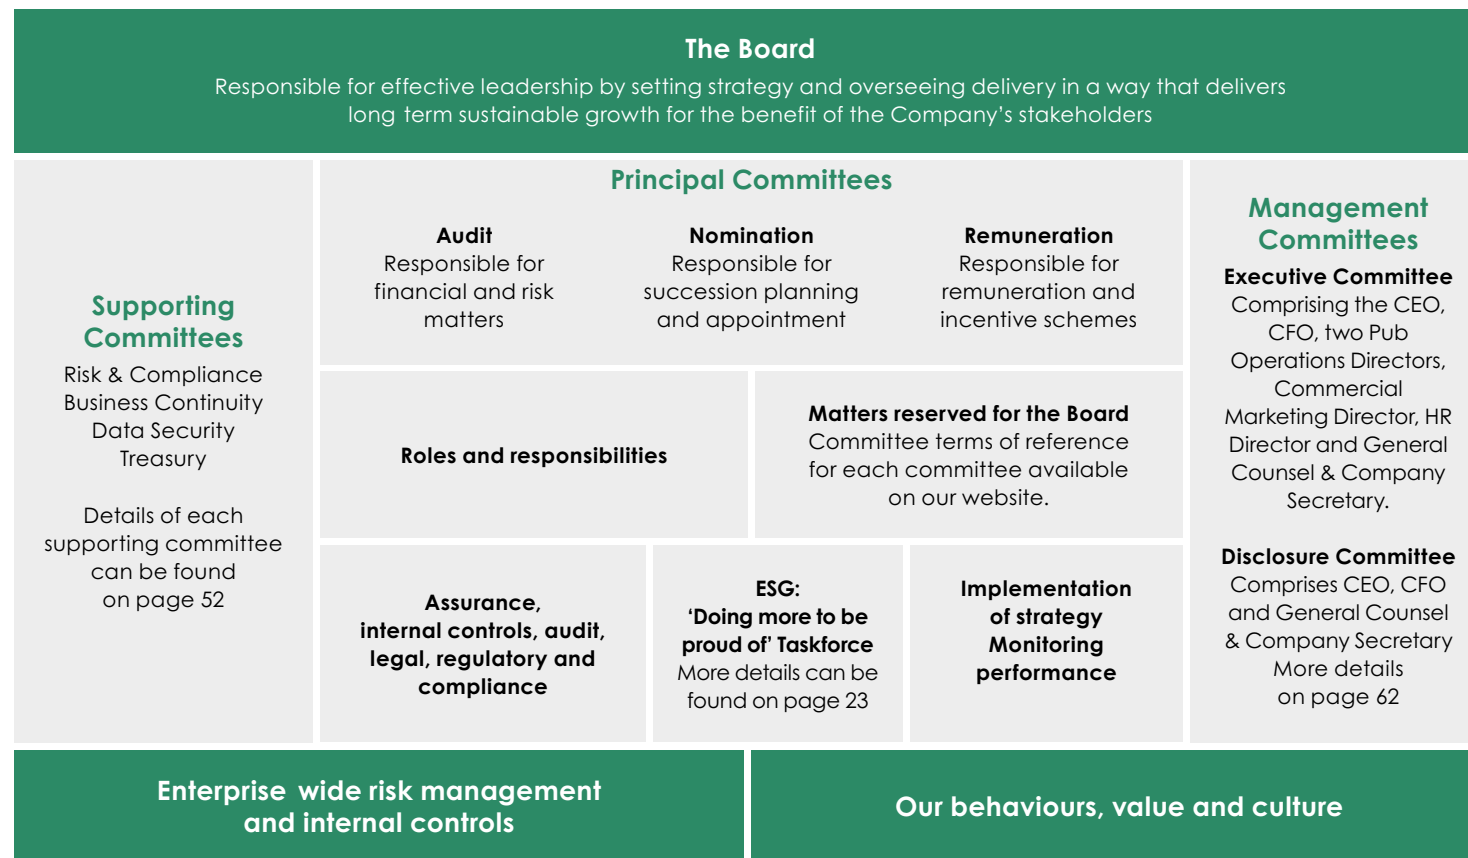 The Board
Responsible for effective leadership by setting strategy and overseeing delivery in a way that delivers
long term sustainable growth for the benefit of the Company’s stakeholders
Supporting
Committees
Risk & Compliance
Business Continuity
Data Security
Treasury
Details of each
supporting committee
can be found
on page 52
Principal Committees
Audit
Responsible for
financial and risk
matters
Nomination
Responsible for
succession planning
and appointment
Remuneration
Responsible for
remuneration and
incentive schemes
Roles and responsibilities
Matters reserved for the Board
Committee terms of reference
for each committee available
on our website.
Assurance,
internal controls, audit,
legal, regulatory and
compliance
ESG:
‘Doing more to be
proud of’ Taskforce
More details can be
found on page 23
Implementation
of strategy
Monitoring
performance
Management
Committees
Executive Committee
Comprising the CEO,
CFO, two Pub
Operations Directors,
Commercial
Marketing Director, HR
Director and General
Counsel & Company
Secretary.
Disclosure Committee
Comprises CEO, CFO
and General Counsel
& Company Secretary
More details
on page 62
Enterprise wide risk management
and internal controls
Our behaviours, value and culture